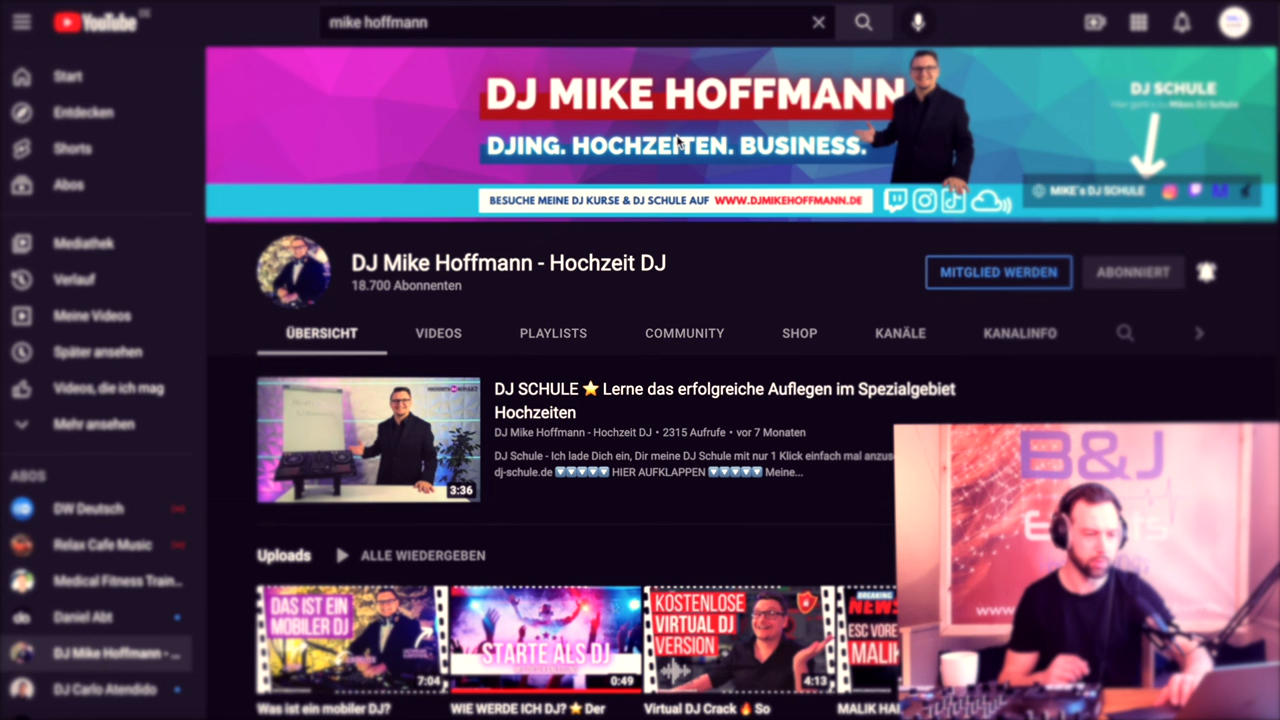 YouTube
DE
mike hoffmann
Start
Entdecken
Shorts
Abos
Mediathek
Verlauf
Meine Videos
Später ansehen
Videos, die ich mag
Mehr ansehen
ABOS
DW Deutsch
Relax Cafe Music
Medical Fitness Train...
Daniel Abt
DJ Mike Hoffmann - ...
DJ Carlo Atendido
DJ MIKE HOFFMANN
DJING. HOCHZEITEN. BUSINESS.
BESUCHE MEINE DJ KURSE & DJ SCHULE AUF WWW.DJMIKEHOFFMANN.DE
DJ SCHULE
MIKE's DJ SCHULE
DJ Mike Hoffmann - Hochzeit DJ
18.700 Abonnenten
MITGLIED WERDEN
ABONNIERT
ÜBERSICHT
VIDEOS
PLAYLISTS
COMMUNITY
SHOP
KANÄLE
KANALINFO
3:36
DJ SCHULE ⭐ Lerne das erfolgreiche Auflegen im Spezialgebiet
Hochzeiten
DJ Mike Hoffmann - Hochzeit DJ • 2315 Aufrufe • vor 7 Monaten
DJ Schule - Ich lade Dich ein, Dir meine DJ Schule mit nur 1 Klick einfach mal anzus
dj-schule.de 🔽🔽🔽🔽🔽 HIER AUFKLAPPEN 🔽🔽🔽🔽🔽 Meine...
Uploads
ALLE WIEDERGEBEN
DAS IST EIN
MOBILER DJ
7:04
STARTE ALS DJ
0:49
KOSTENLOSE
VIRTUAL DJ
VERSION
4:13
BREAKING
NEWS
ESC VORE
MALIK
Was ist ein mobiler DJ?
WIE WERDE ICH DJ? ⭐ Der
Virtual DJ Crack 🔥 So
MALIK HA
B&J
www.